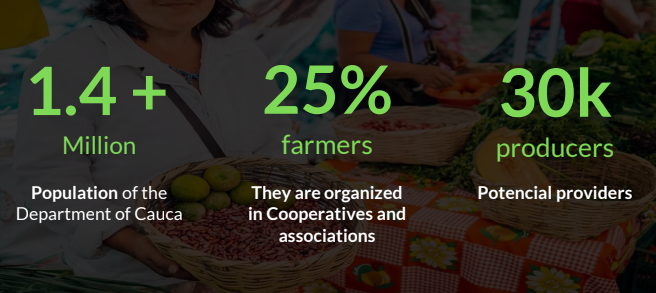 1.4 +
Million
Population of the
Department of Cauca
25%
farmers
They are organized
in Cooperatives and
associations
30k
producers
Potencial providers